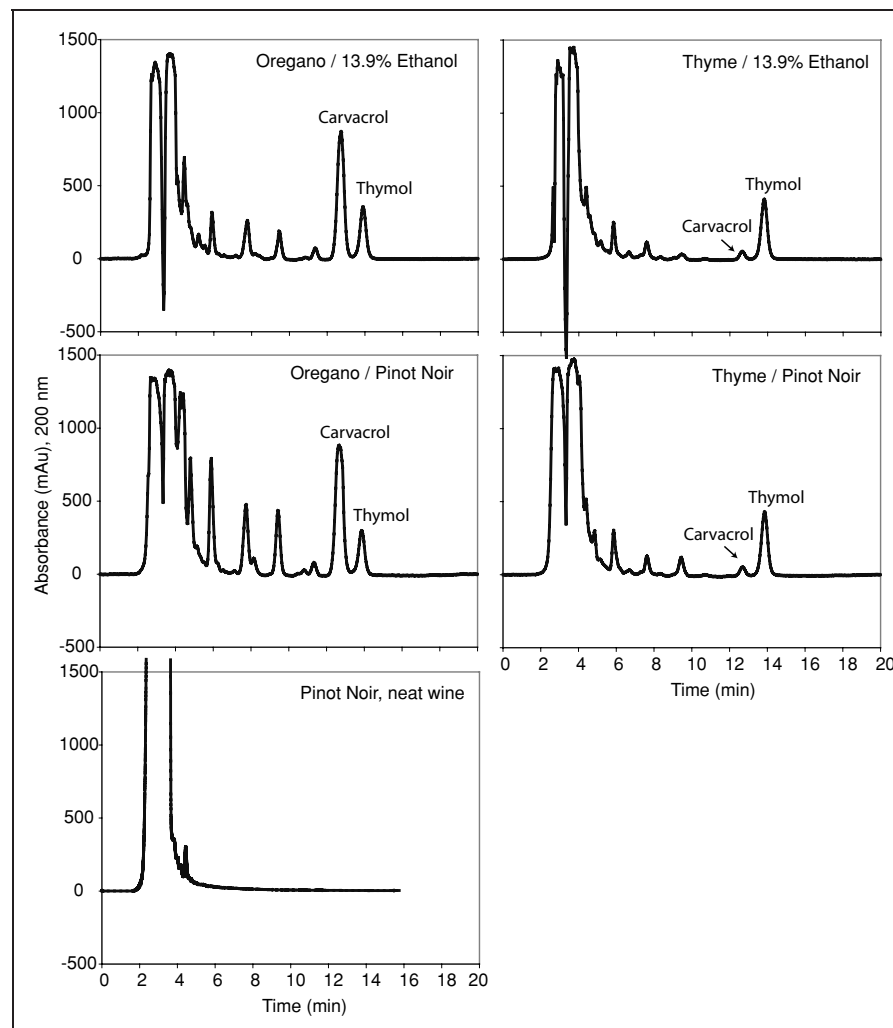 1500
1000
500
0
-500
Oregano / 13.9% Ethanol
Carvacrol
Thymol
Thyme / 13.9% Ethanol
Thymol
Carvacrol
1500
1000
500
0
-500
Absorbance (mAu), 200 nm
Oregano / Pinot Noir
Carvacrol
Thymol
Thyme / Pinot Noir
Thymol
Carvacrol
0 2 4 6 8 10 12 14 16 18 20
Time (min)
1500
1000
500
0
-500
Pinot Noir, neat wine
0 2 4 6 8 10 12 14 16 18 20
Time (min)